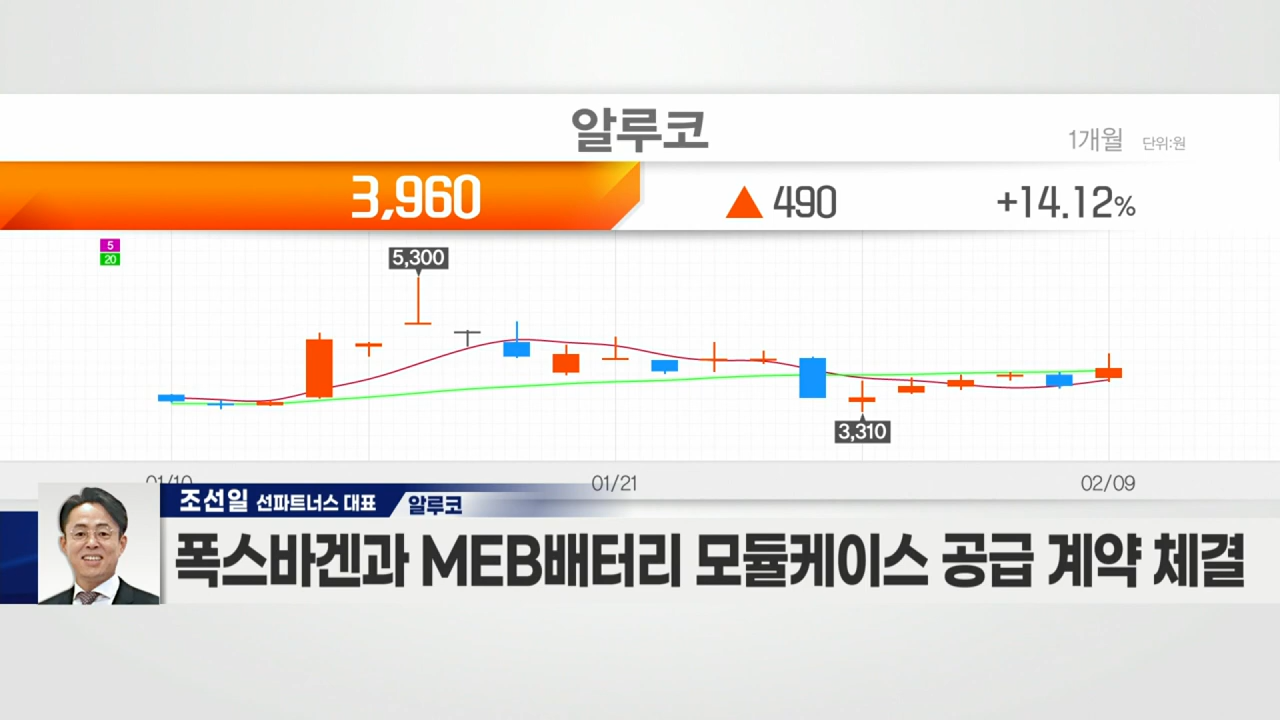 알루코
1개월 단위:원
3,960 ▲ 490 +14.12%
5
20
5,300
3,310
01/10 01/21 02/09
조선일 선파트너스 대표 알루코
폭스바겐과 MEB배터리 모듈케이스 공급 계약 체결